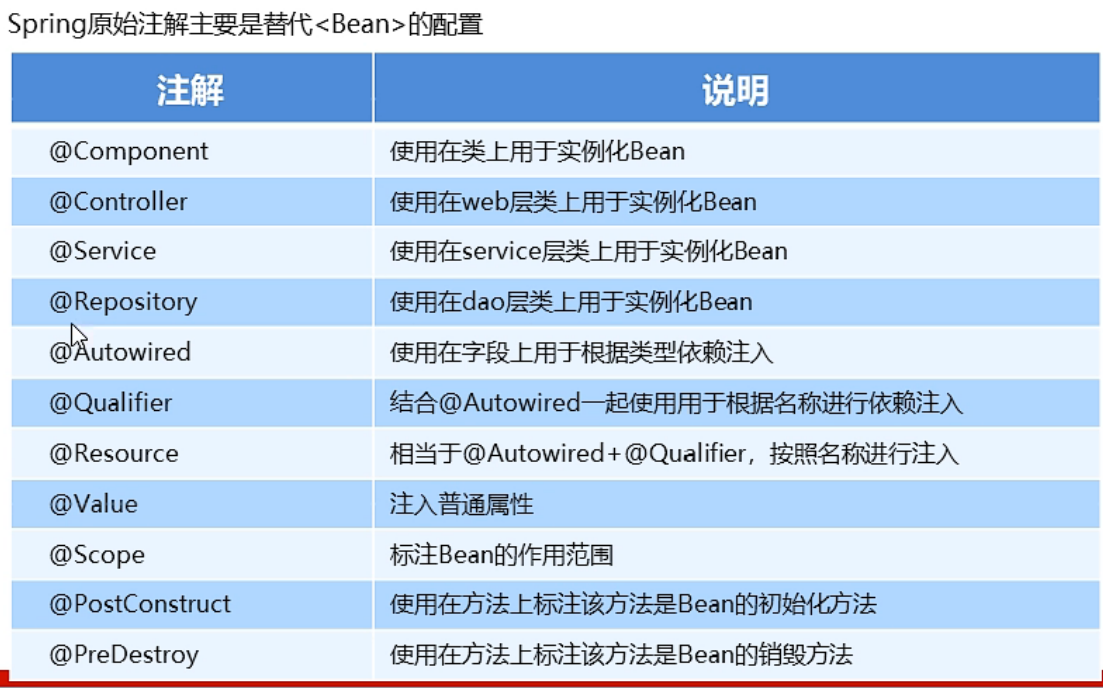 Spring原始注解主要是替代<Bean>的配置
注解 说明
@Component 使用在类上用于实例化Bean
@Controller 使用在web层类上用于实例化Bean
@Service 使用在service层类上用于实例化Bean
@Repository 使用在dao层类上用于实例化Bean
@Autowired 使用在字段上用于根据类型依赖注入
@Qualifier 结合@Autowired一起使用用于根据名称进行依赖注入
@Resource 相当于@Autowired+@Qualifier，按照名称进行注入
@Value 注入普通属性
@Scope 标注Bean的作用范围
@PostConstruct 使用在方法上标注该方法是Bean的初始化方法
@PreDestroy 使用在方法上标注该方法是Bean的销毁方法